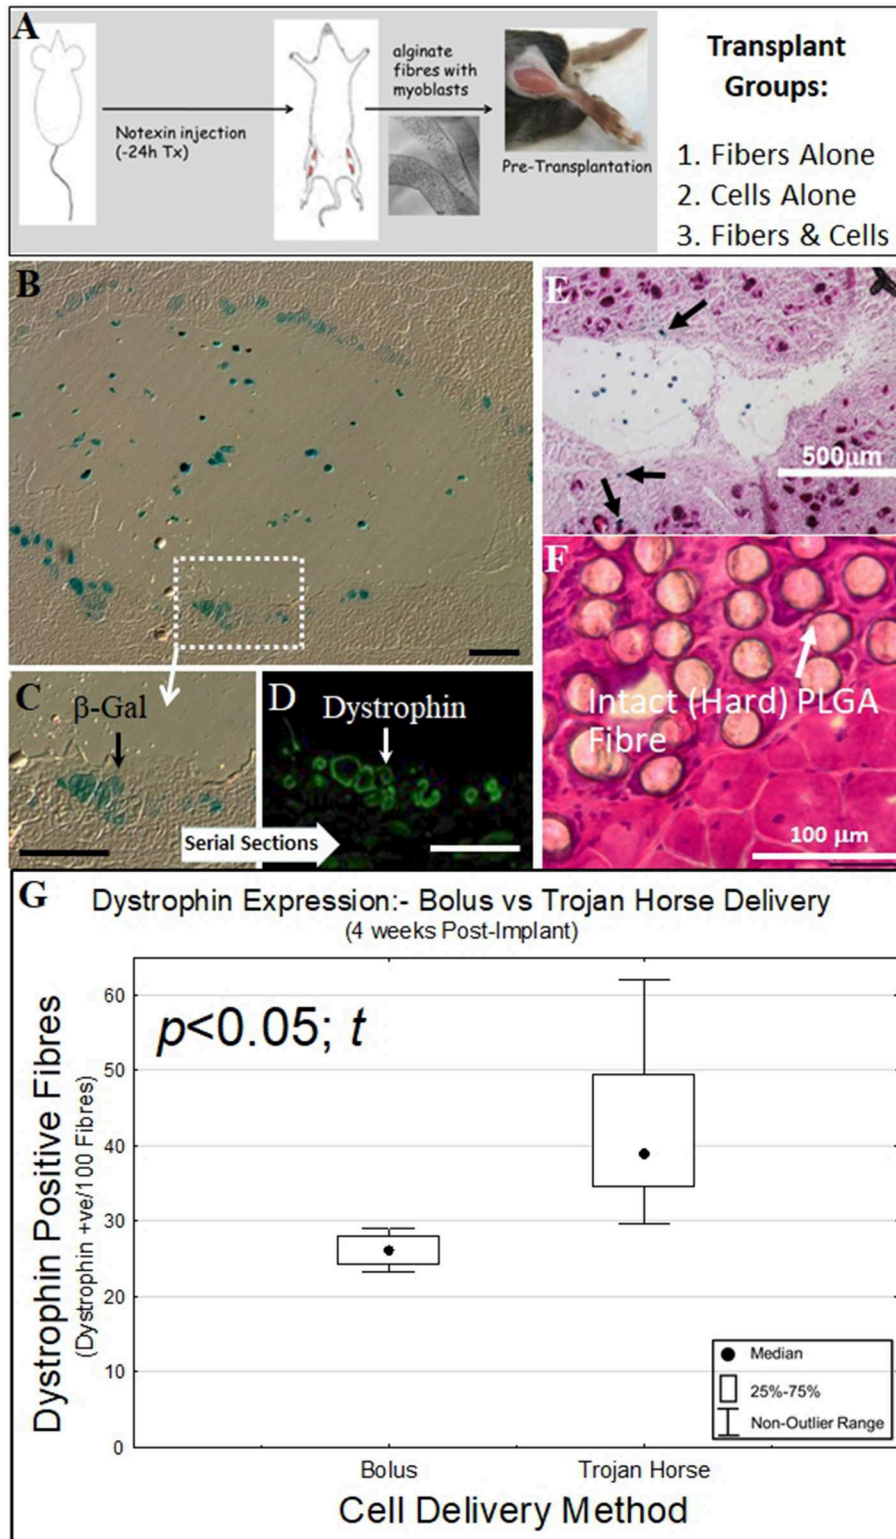 A
Notexin injection
(-24h Tx)
alginate
fibres with
myoblasts
Pre-Transplantation
Transplant
Groups:
1. Fibers Alone
2. Cells Alone
3. Fibers & Cells
B
C
β-Gal
Serial Sections
D
Dystrophin
E
500μm
F
Intact (Hard) PLGA
Fibre
100 μm
G
Dystrophin Expression:- Bolus vs Trojan Horse Delivery
(4 weeks Post-Implant)
p<0.05; t
Dystrophin Positive Fibres
(Dystrophin +ve/100 Fibres)
60
50
40
30
20
10
0
Median
25%-75%
Non-Outlier Range
Bolus
Trojan Horse
Cell Delivery Method